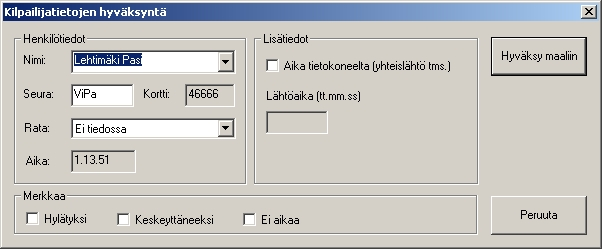 Kilpailijatietojen hyväksyntä
Henkilötiedot
Nimi: Lehtimäki Pasi
Seura: ViPa Kortti: 46666
Rata: Ei tiedossa
Aika: 1.13.51
Lisätiedot
Aika tietokoneelta (yhteislähtö tms.)
Lähtöaika (tt.mm.ss)
Hyväksy maaliin
Merkkaa
Hylätyksi Keskeyttäneeksi Ei aikaa
Peruuta